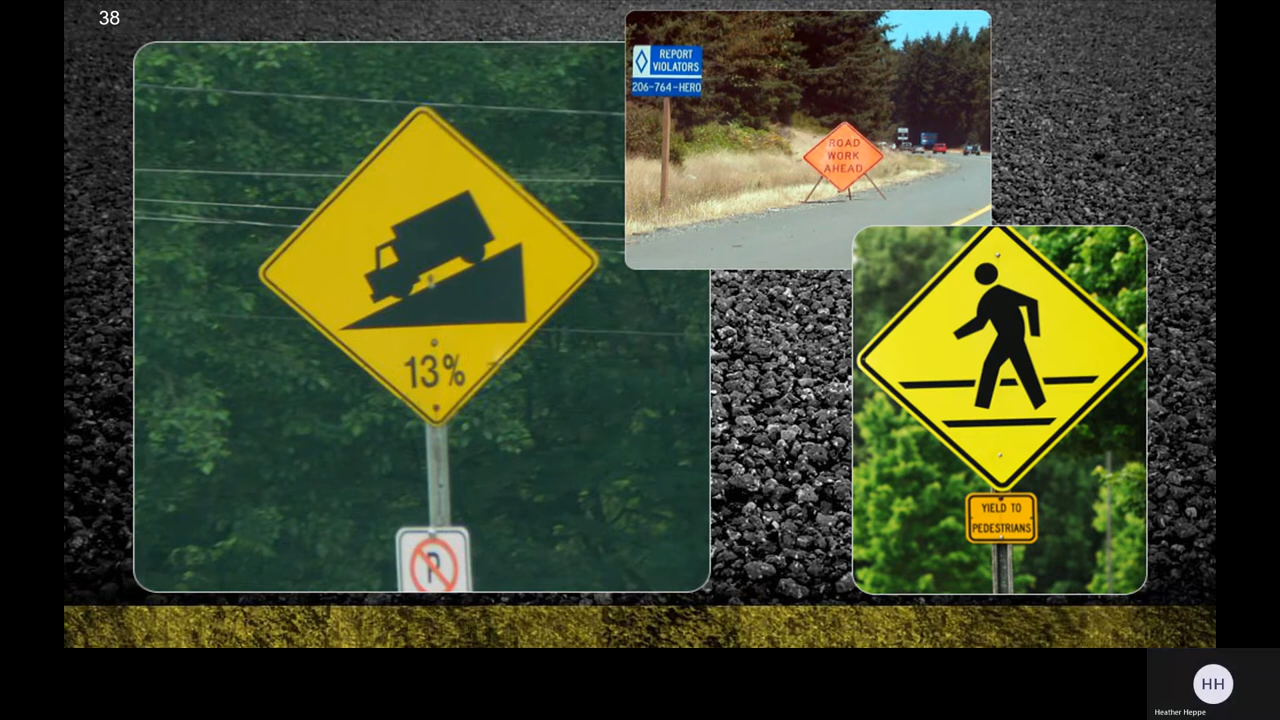 38
REPORT
VIOLATORS
206-764-HERO
ROAD
WORK
AHEAD
13%
P
YIELD TO
PEDESTRIANS
HH
Heather Heppe